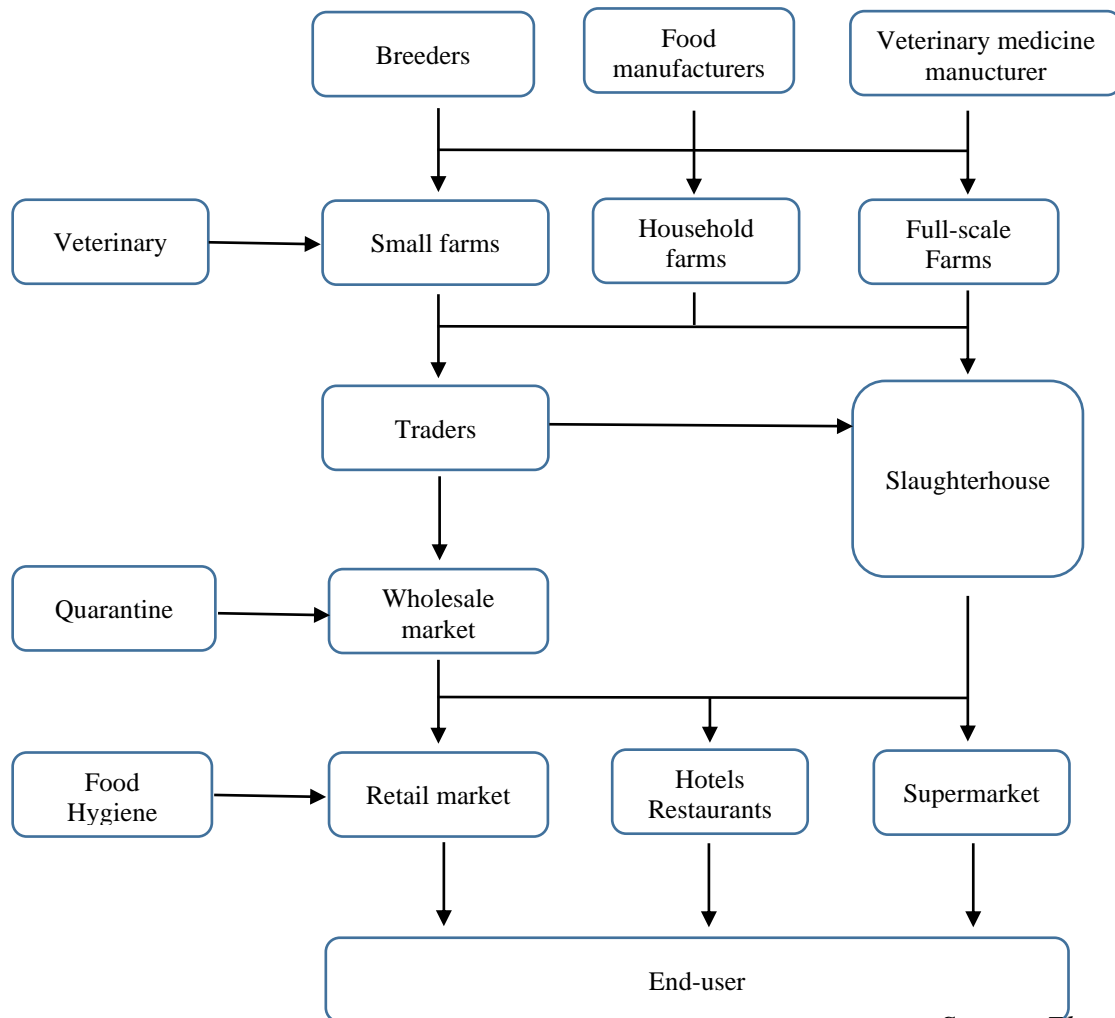 Breeders
Food
manufacturers
Veterinary medicine
manucturer
Veterinary
Small farms
Household
farms
Full-scale
Farms
Traders
Slaughterhouse
Quarantine
Wholesale
market
Food
Hygiene
Retail market
Hotels
Restaurants
Supermarket
End-user